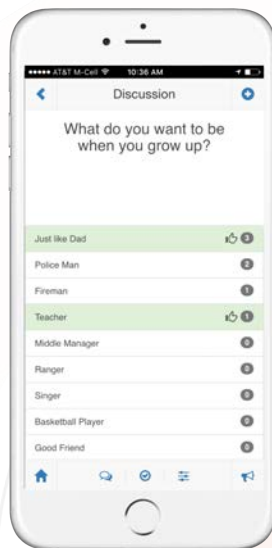 AT&T M-Cell 10:36 AM
Discussion
What do you want to be
when you grow up?
Just like Dad 3
Police Man 2
Fireman 1
Teacher 1
Middle Manager 0
Ranger 0
Singer 0
Basketball Player 0
Good Friend 0